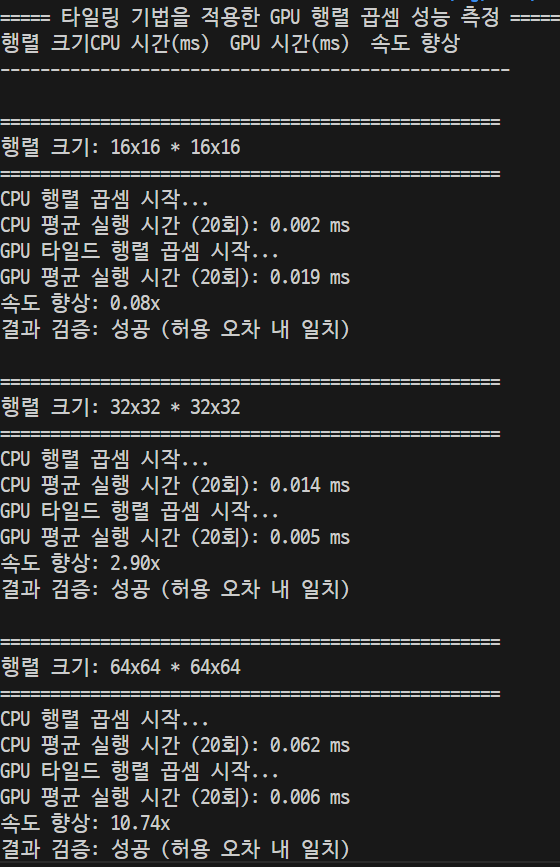 ===== 타일링 기법을 적용한 GPU 행렬 곱셈 성능 측정 =====
행렬 크기CPU 시간(ms)  GPU 시간(ms)  속도 향상
---------------------------------------------------
==================================================
행렬 크기: 16x16 * 16x16
==================================================
CPU 행렬 곱셈 시작...
CPU 평균 실행 시간 (20회): 0.002 ms
GPU 타일드 행렬 곱셈 시작...
GPU 평균 실행 시간 (20회): 0.019 ms
속도 향상: 0.08x
결과 검증: 성공 (허용 오차 내 일치)
==================================================
행렬 크기: 32x32 * 32x32
==================================================
CPU 행렬 곱셈 시작...
CPU 평균 실행 시간 (20회): 0.014 ms
GPU 타일드 행렬 곱셈 시작...
GPU 평균 실행 시간 (20회): 0.005 ms
속도 향상: 2.90x
결과 검증: 성공 (허용 오차 내 일치)
==================================================
행렬 크기: 64x64 * 64x64
==================================================
CPU 행렬 곱셈 시작...
CPU 평균 실행 시간 (20회): 0.062 ms
GPU 타일드 행렬 곱셈 시작...
GPU 평균 실행 시간 (20회): 0.006 ms
속도 향상: 10.74x
결과 검증: 성공 (허용 오차 내 일치)